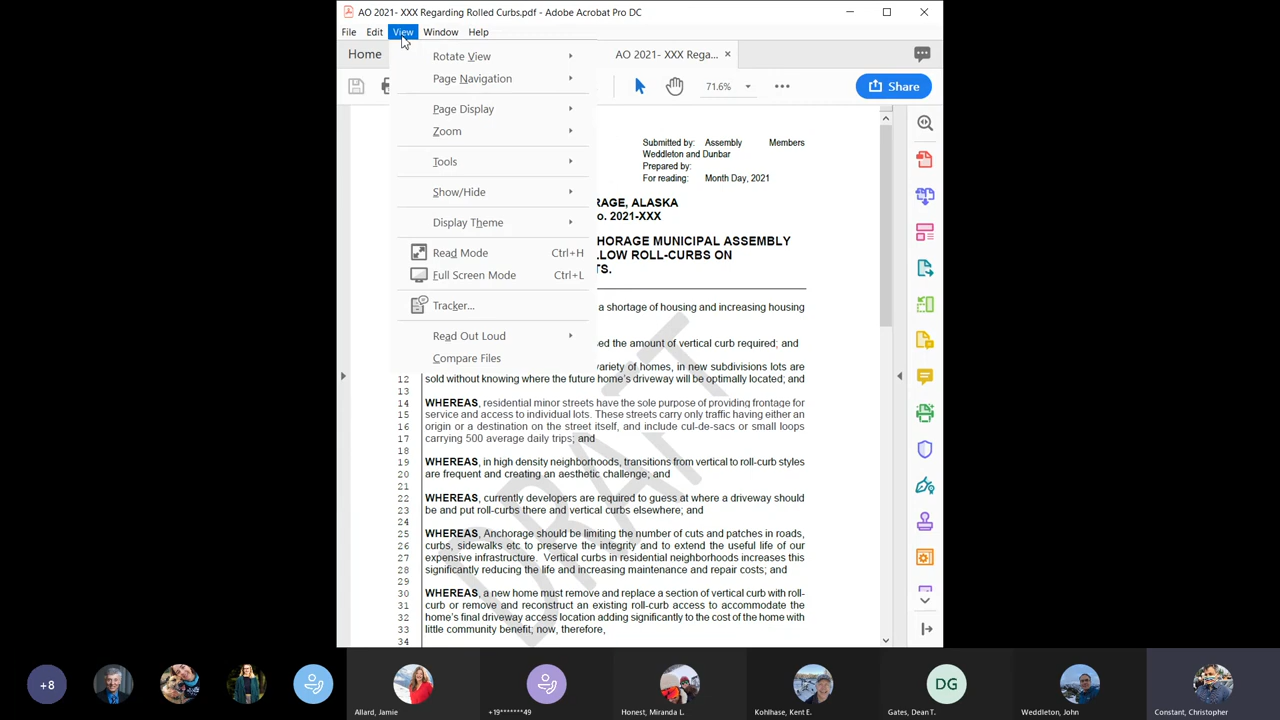 AO 2021- XXX Regarding Rolled Curbs.pdf - Adobe Acrobat Pro DC
File Edit View Window Help
Home
AO 2021- XXX Rega... ×
71.6%
Share
Rotate View
Page Navigation
Page Display
Zoom
Tools
Show/Hide
Display Theme
Read Mode Ctrl+H
Full Screen Mode Ctrl+L
Tracker...
Read Out Loud
Compare Files
Submitted by: Assembly Members
Weddleton and Dunbar
Prepared by:
For reading: Month Day, 2021
RAGE, ALASKA
o. 2021-XXX
HORAGE MUNICIPAL ASSEMBLY
LLOW ROLL-CURBS ON
TS.
a shortage of housing and increasing housing
ed the amount of vertical curb required; and
variety of homes, in new subdivisions lots are
12 sold without knowing where the future home's driveway will be optimally located; and
13
14 WHEREAS, residential minor streets have the sole purpose of providing frontage for
15 service and access to individual lots. These streets carry only traffic having either an
16 origin or a destination on the street itself, and include cul-de-sacs or small loops
17 carrying 500 average daily trips; and
18
19 WHEREAS, in high density neighborhoods, transitions from vertical to roll-curb styles
20 are frequent and creating an aesthetic challenge; and
21
22 WHEREAS, currently developers are required to guess at where a driveway should
23 be and put roll-curbs there and vertical curbs elsewhere; and
24
25 WHEREAS, Anchorage should be limiting the number of cuts and patches in roads,
26 curbs, sidewalks etc to preserve the integrity and to extend the useful life of our
27 expensive infrastructure. Vertical curbs in residential neighborhoods increases this
28 significantly reducing the life and increasing maintenance and repair costs; and
29
30 WHEREAS, a new home must remove and replace a section of vertical curb with roll-
31 curb or remove and reconstruct an existing roll-curb access to accommodate the
32 home's final driveway access location adding significantly to the cost of the home with
33 little community benefit; now, therefore,
34
DRAFT
+8
Allard, Jamie
+19*******49
Honest, Miranda L.
Kohlhase, Kent E.
DG
Gates, Dean T.
Weddleton, John
Constant, Christopher